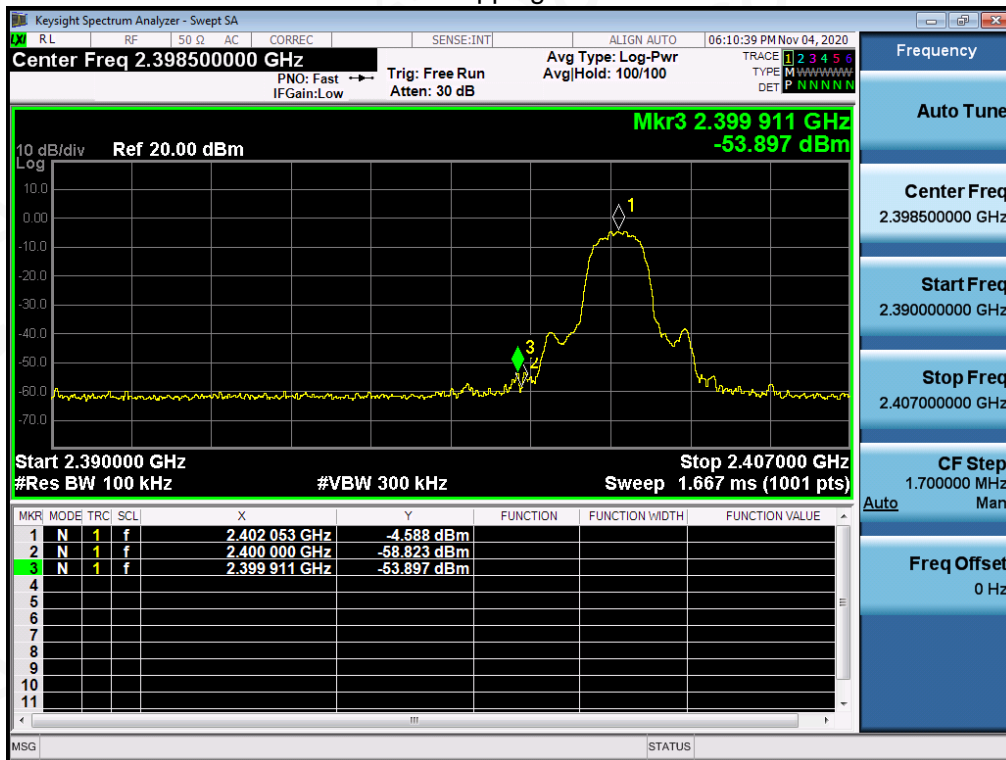 Keysight Spectrum Analyzer - Swept SA
LXI RL RF 50 Ω AC CORREC SENSE:INT ALIGN AUTO 06:10:39 PM Nov 04, 2020
Center Freq 2.398500000 GHz
PNO: Fast
IFGain:Low
Trig: Free Run
Atten: 30 dB
Avg Type: Log-Pwr
Avg|Hold: 100/100
TRACE 1 2 3 4 5 6
TYPE M WWWWW
DET P N N N N N
Mkr3 2.399 911 GHz
-53.897 dBm
10 dB/div Ref 20.00 dBm
Log
10.0
0.00
-10.0
-20.0
-30.0
-40.0
-50.0
-60.0
-70.0
1
3
2
Start 2.390000 GHz Stop 2.407000 GHz
#Res BW 100 kHz #VBW 300 kHz Sweep 1.667 ms (1001 pts)
MKR MODE TRC SCL X Y FUNCTION FUNCTION WIDTH FUNCTION VALUE
1 N 1 f 2.402 053 GHz -4.588 dBm
2 N 1 f 2.400 000 GHz -58.823 dBm
3 N 1 f 2.399 911 GHz -53.897 dBm
4
5
6
7
8
9
10
11
MSG STATUS
Frequency
Auto Tune
Center Freq
2.398500000 GHz
Start Freq
2.390000000 GHz
Stop Freq
2.407000000 GHz
CF Step
1.700000 MHz
Auto Man
Freq Offset
0 Hz